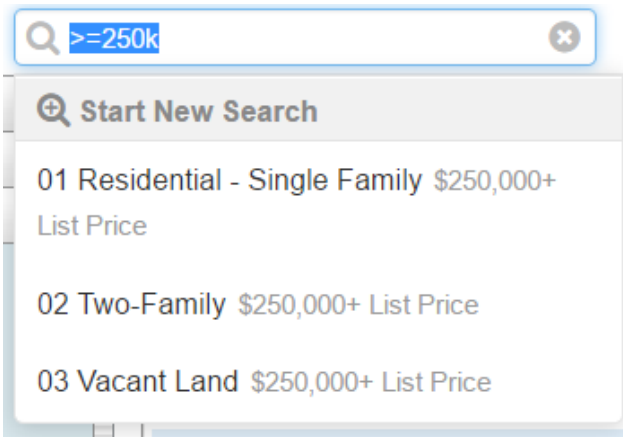 >=250k
Start New Search
01 Residential - Single Family $250,000+
List Price
02 Two-Family $250,000+ List Price
03 Vacant Land $250,000+ List Price